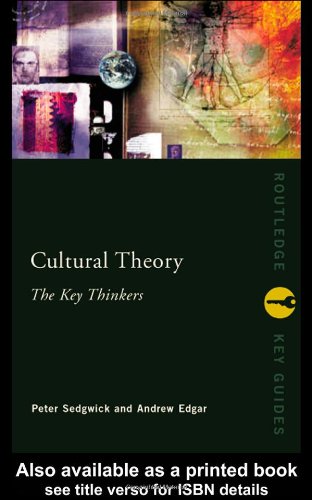 Cultural Theory
The Key Thinkers
ROUTLEDGE
KEY GUIDES
Peter Sedgwick and Andrew Edgar
Also available as a printed book
see title verso for ISBN details